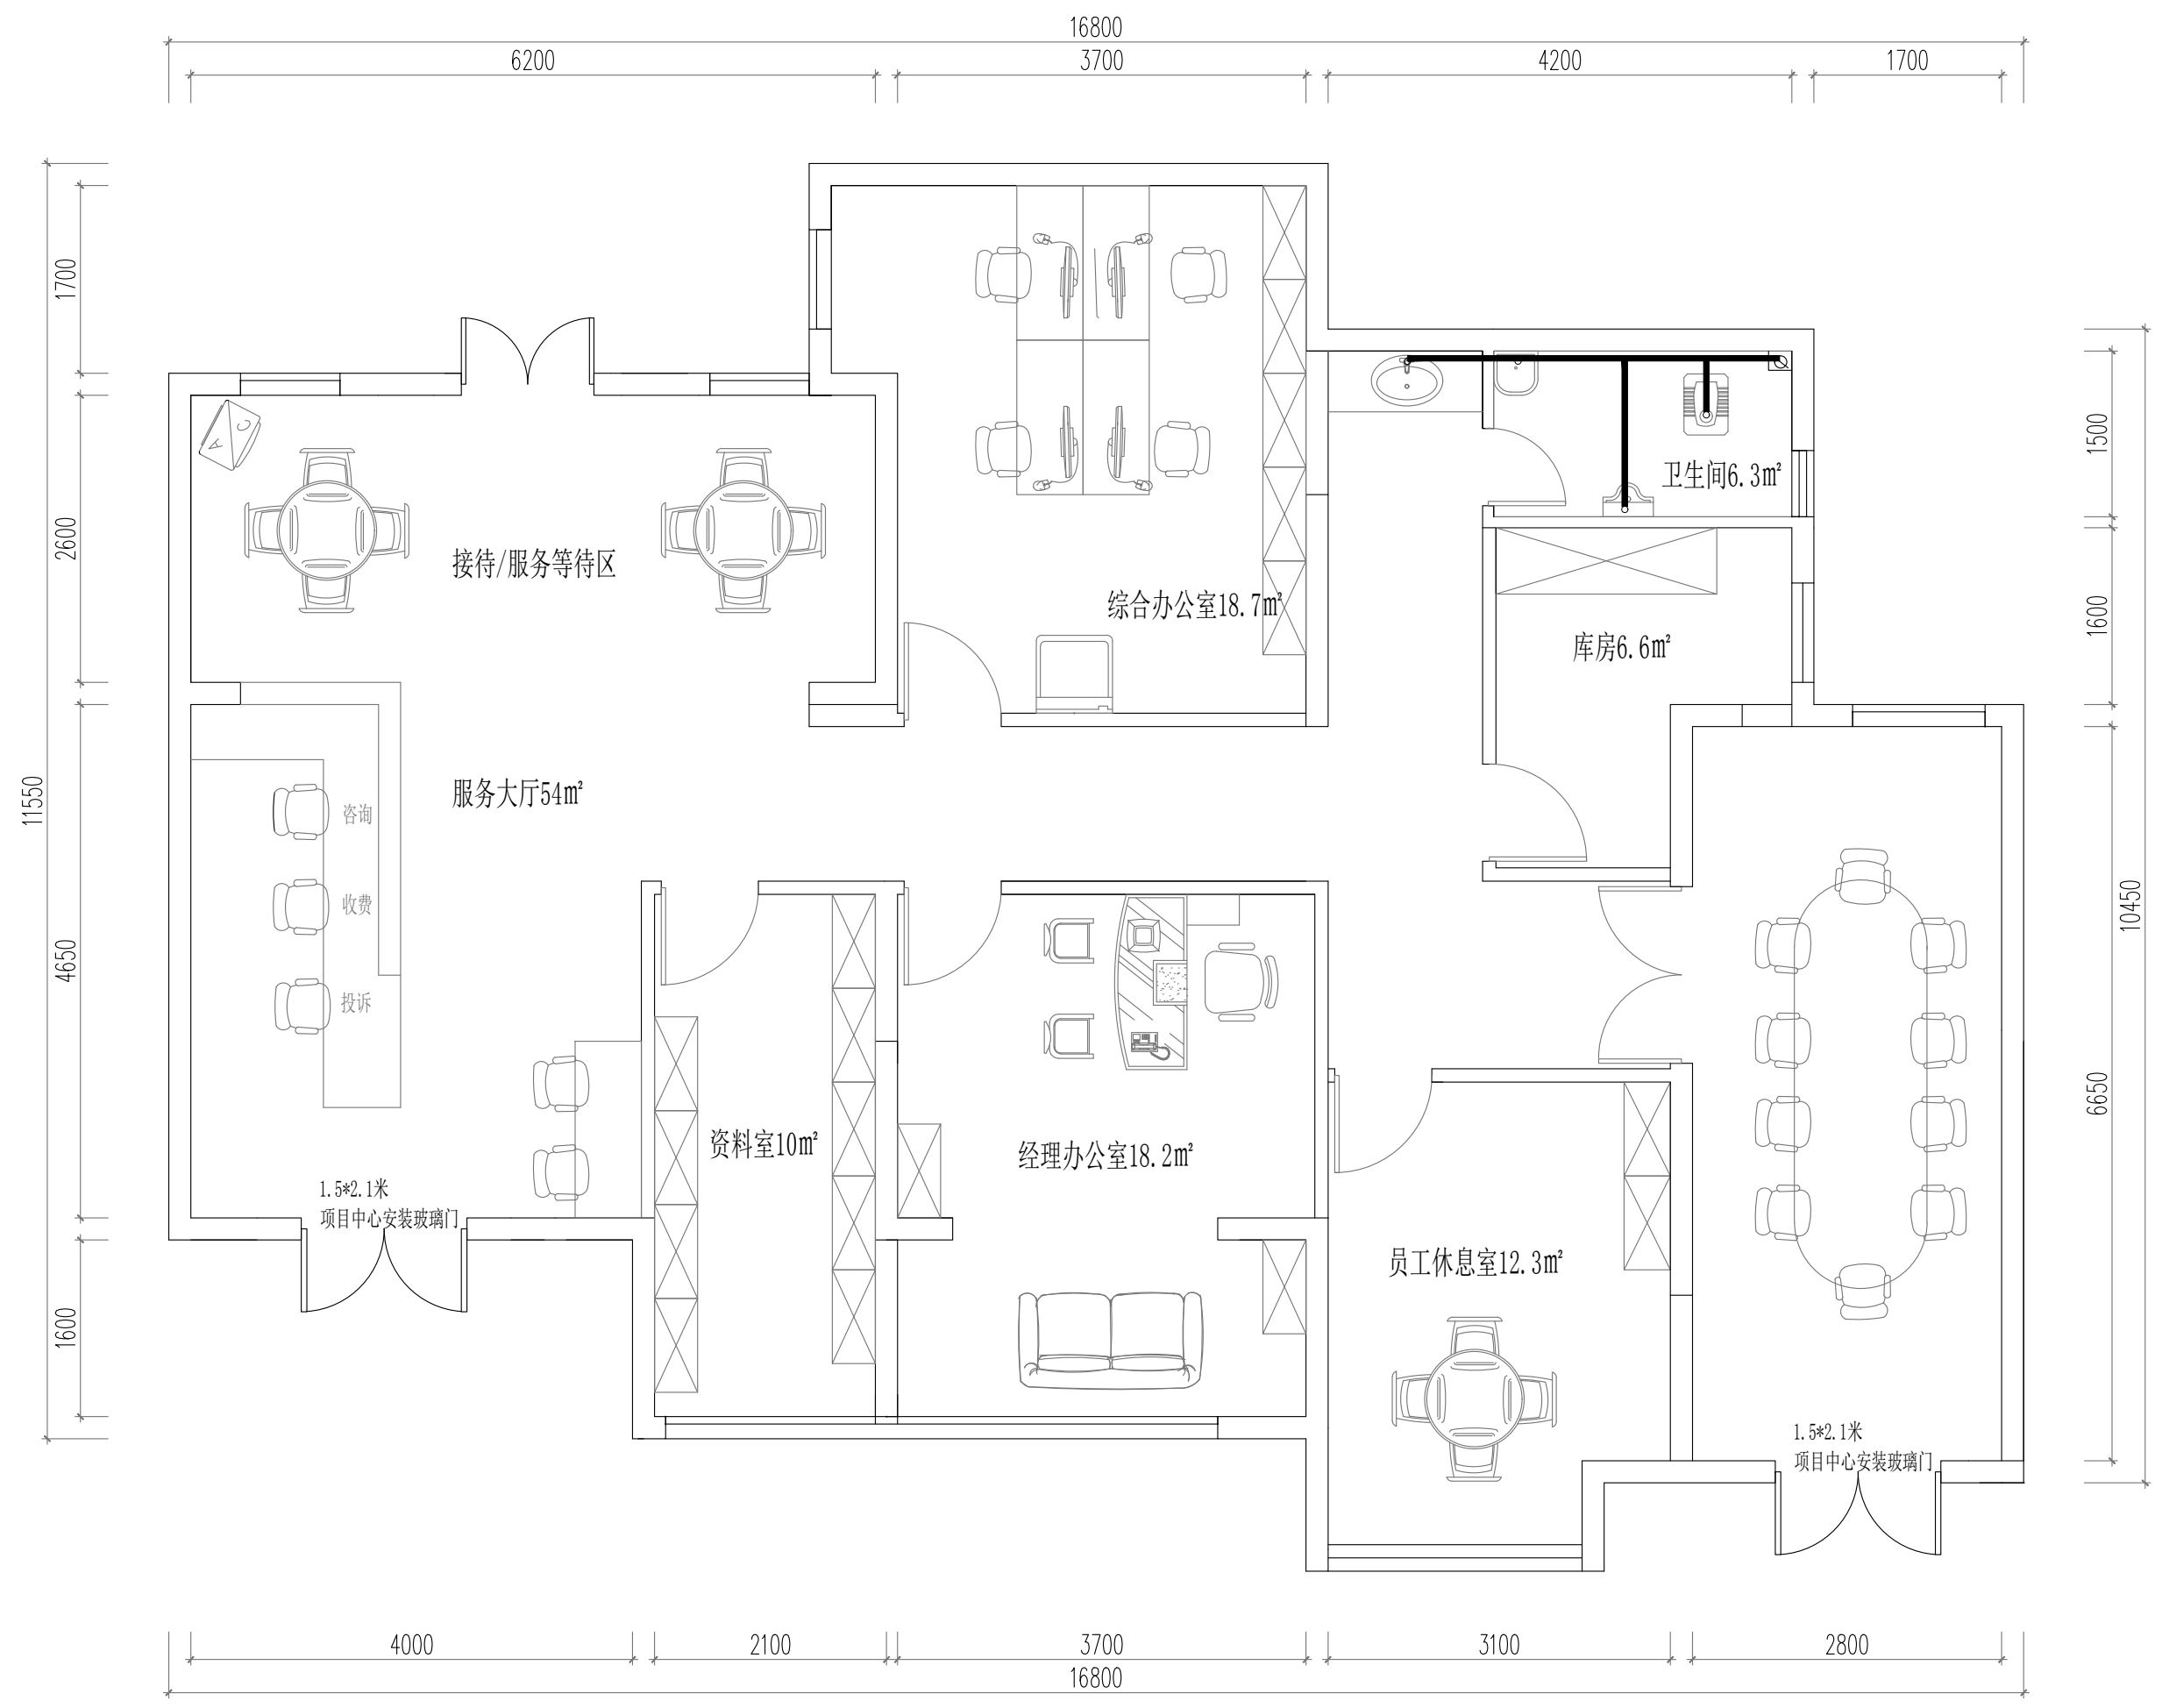 16800
6200
3700
4200
1700
1700
2600
11550
4650
1600
1500
1600
10450
6650
A
C
接待/服务等待区
综合办公室18.7㎡
卫生间6.3㎡
库房6.6㎡
服务大厅54㎡
咨询
收费
投诉
资料室10㎡
经理办公室18.2㎡
1.5*2.1米
项目中心安装玻璃门
员工休息室12.3㎡
1.5*2.1米
项目中心安装玻璃门
4000
2100
3700
3100
2800
16800